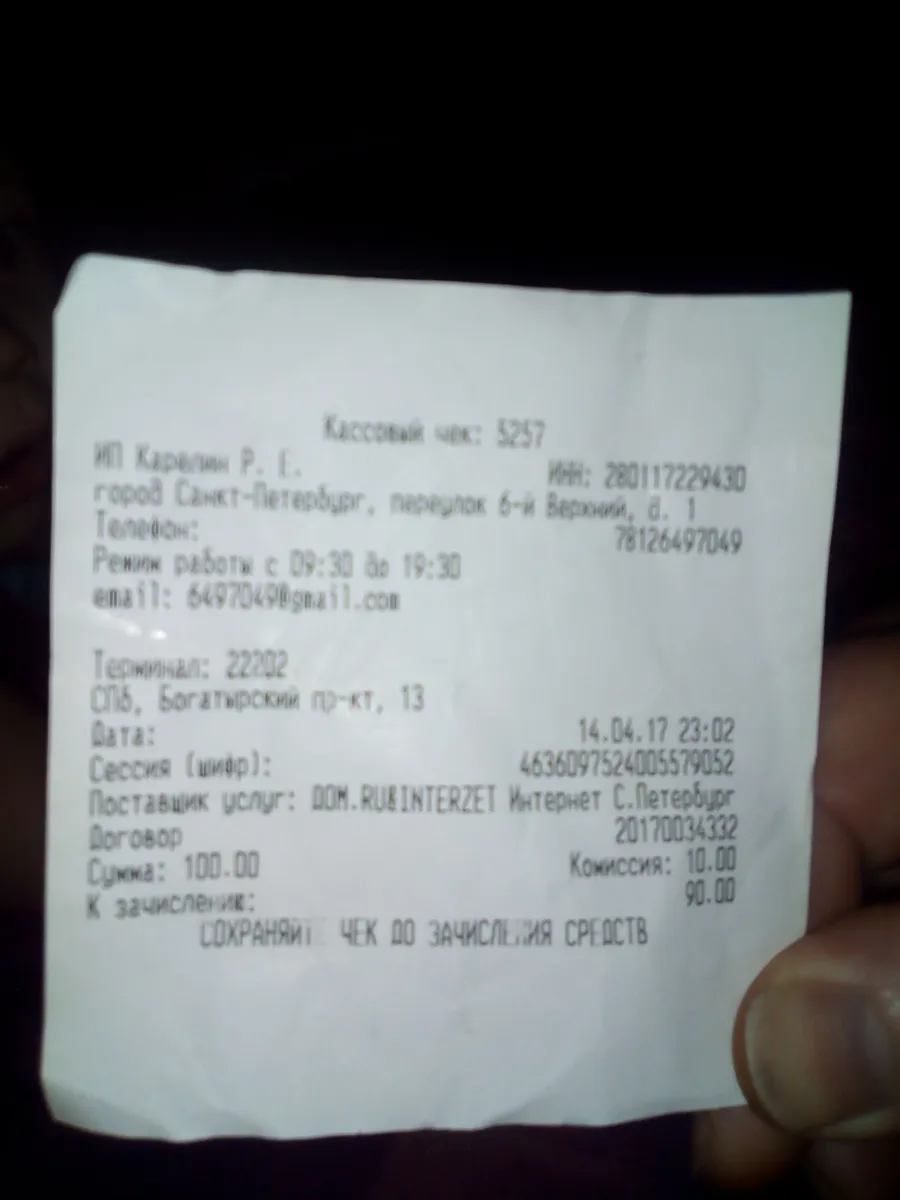 Кассовый чек: 5257
ИП Карелин Р. Е. ИНН: 280117229430
город Санкт-Петербург, переулок 6-й Верхний, д. 1
Телефон: 78126497049
Режим работы с 09:30 до 19:30
email: 6497049@gmail.com
Терминал: 22202
СПб, Богатырский пр-кт, 13
Дата: 14.04.17 23:02
Сессия (шифр): 4636097524005579052
Поставщик услуг: DOM.RU&INTERZET Интернет С.Петербург
Договор 20170034332
Сумма: 100.00 Комиссия: 10.00
К зачислению: 90.00
СОХРАНЯЙТЕ ЧЕК ДО ЗАЧИСЛЕНИЯ СРЕДСТВ